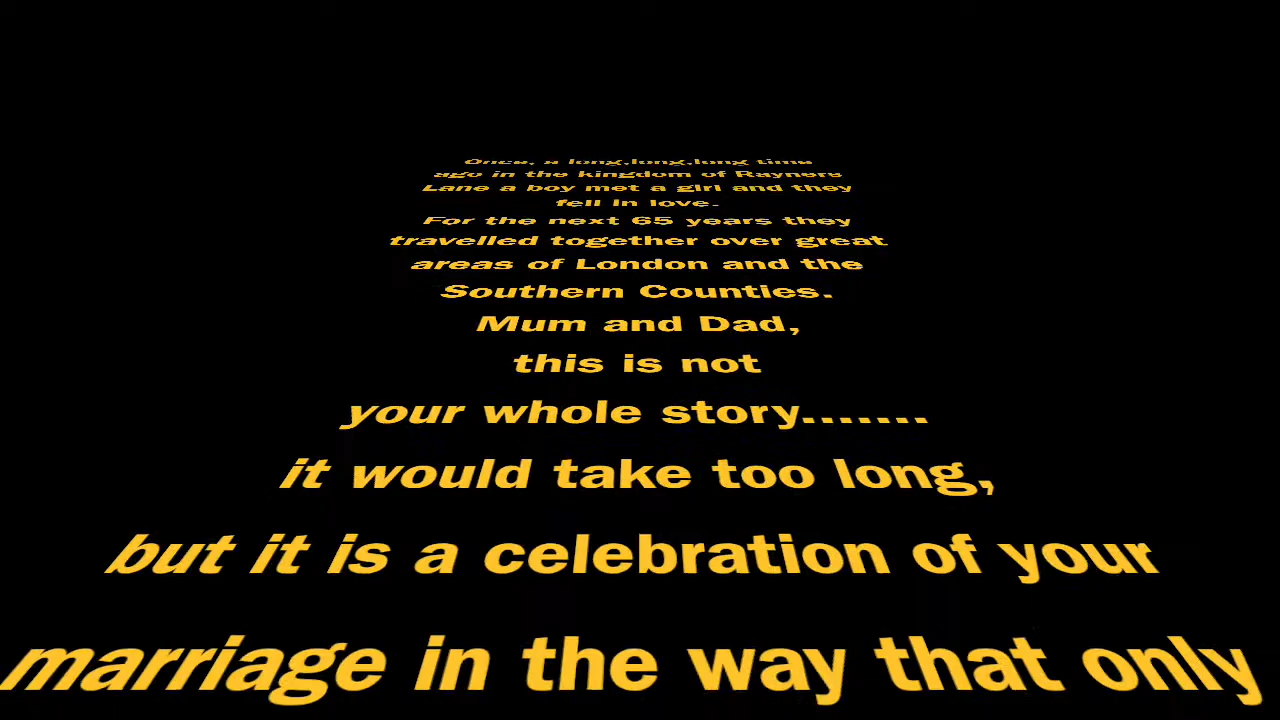 Once, a long,long,long time
ago in the kingdom of Rayners
Lane a boy met a girl and they
fell in love.
For the next 65 years they
travelled together over great
areas of London and the
Southern Counties.
Mum and Dad,
this is not
your whole story.......
it would take too long,
but it is a celebration of your
marriage in the way that only